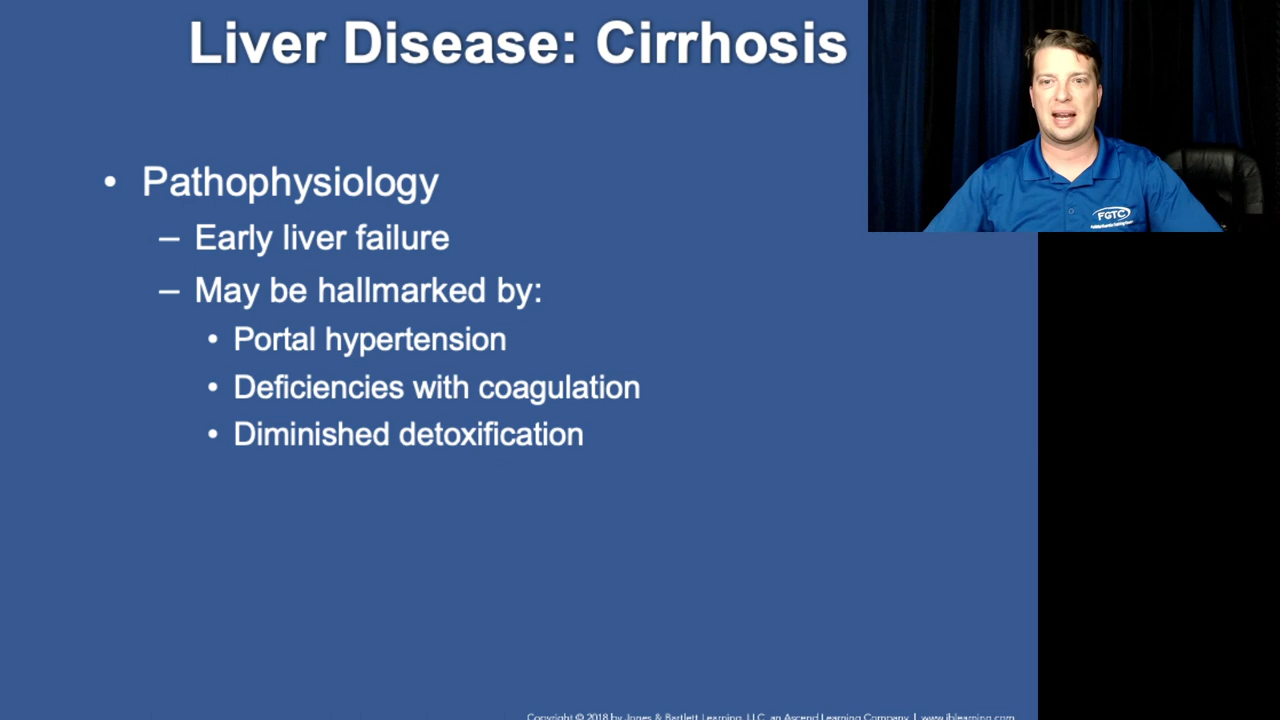 Liver Disease: Cirrhosis
• Pathophysiology
– Early liver failure
– May be hallmarked by:
• Portal hypertension
• Deficiencies with coagulation
• Diminished detoxification
FGTC
Copyright © 2018 by Jones & Bartlett Learning, LLC, an Ascend Learning Company | www.jblearning.com